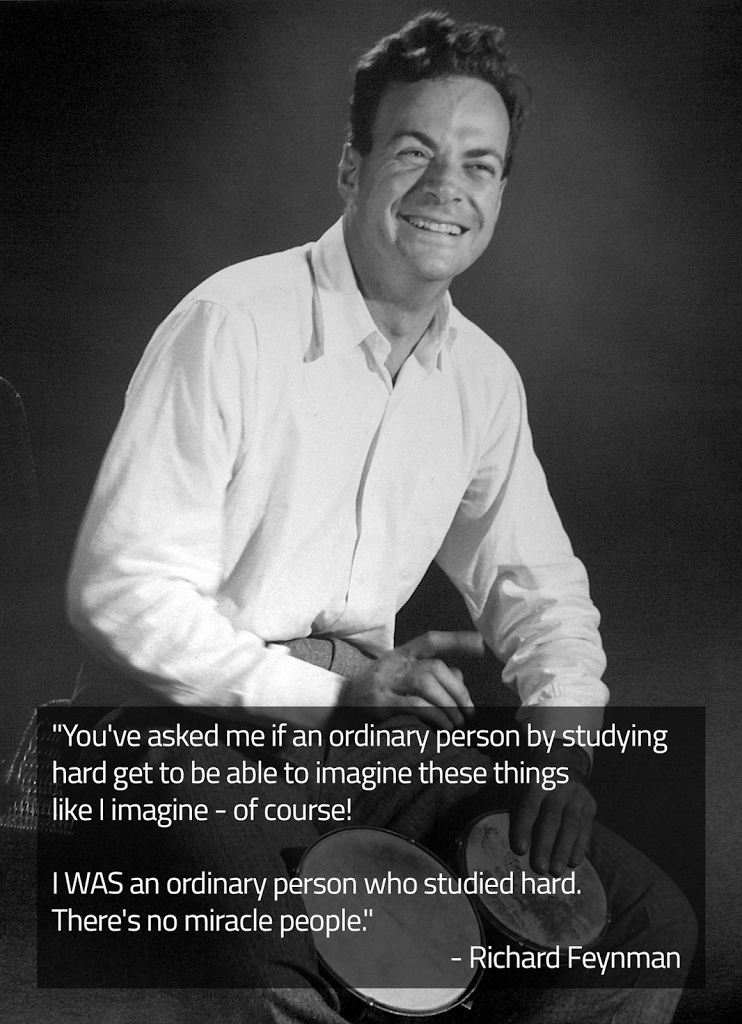 "You've asked me if an ordinary person by studying
hard get to be able to imagine these things
like I imagine - of course!
I WAS an ordinary person who studied hard.
There's no miracle people."
- Richard Feynman